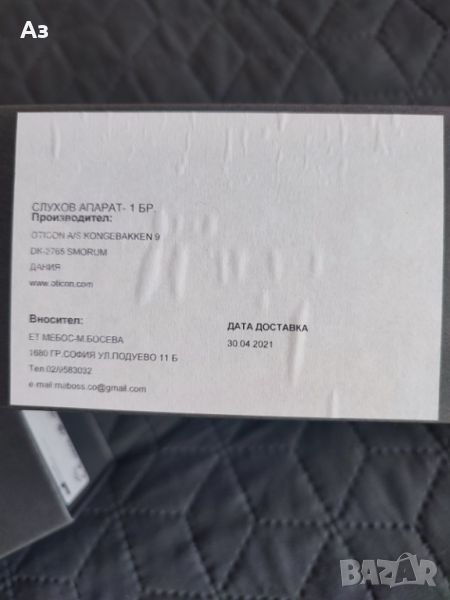 Аз
СЛУХОВ АПАРАТ- 1 БР.
Производител:
OTICON A/S KONGEBAKKEN 9
DK-2765 SMORUM
ДАНИЯ
www.oticon.com
Вносител:
ЕТ МЕБОС-М.БОСЕВА
1680 ГР.СОФИЯ УЛ.ПОДУЕВО 11 Б
Тел.02/9583032
e-mail:maboss.co@gmail.com
ДАТА ДОСТАВКА
30.04 2021
BAZAR